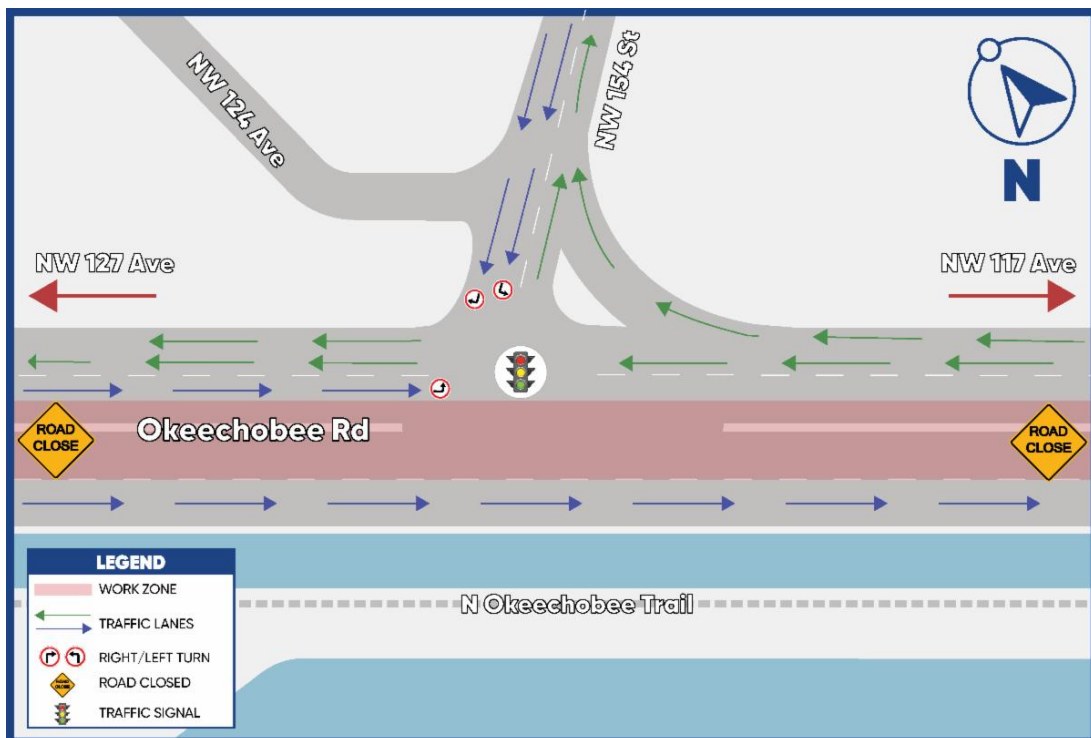 NW 124 Ave
NW 154 St
N
NW 127 Ave
NW 117 Ave
ROAD
CLOSE
Okeechobee Rd
ROAD
CLOSE
N Okeechobee Trail
LEGEND
WORK ZONE
TRAFFIC LANES
RIGHT/LEFT TURN
ROAD CLOSED
TRAFFIC SIGNAL